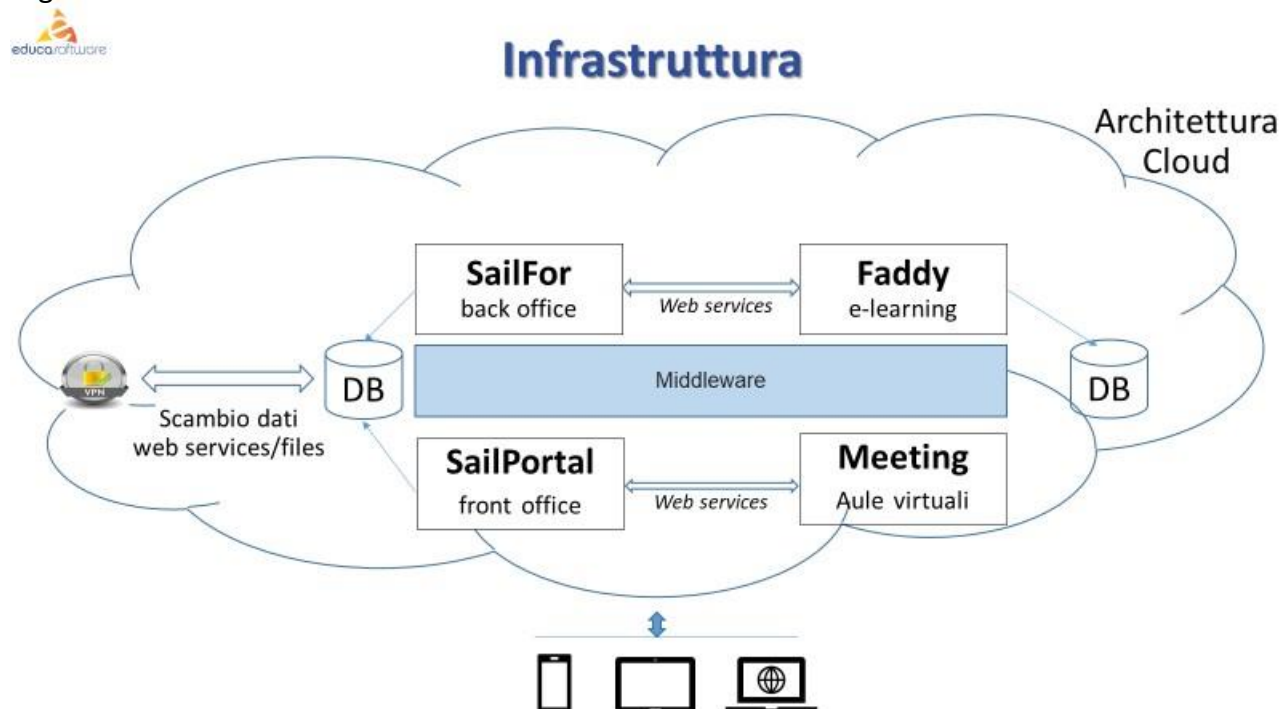 educasoftware
Infrastruttura
Architettura
Cloud
SailFor
back office
Web services
Faddy
e-learning
VPN
DB
Middleware
DB
Scambio dati
web services/files
SailPortal
front office
Web services
Meeting
Aule virtuali